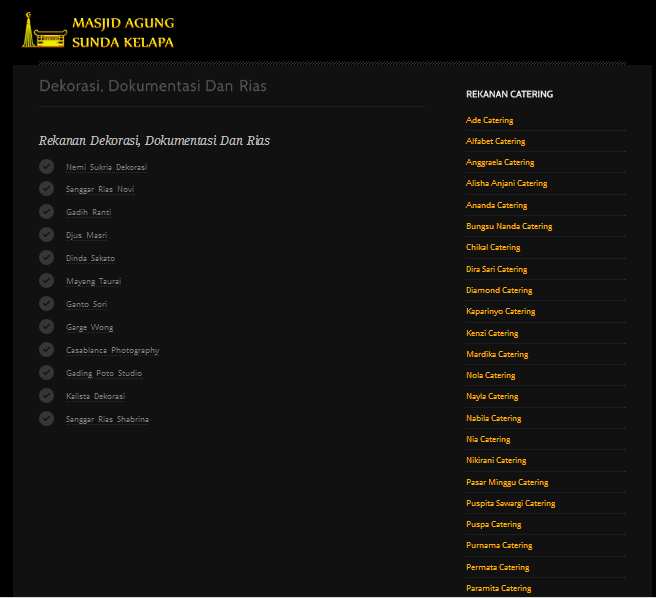 MASJID AGUNG
SUNDA KELAPA
Dekorasi, Dokumentasi Dan Rias
Rekanan Dekorasi, Dokumentasi Dan Rias
Nemi Sukria Dekorasi
Sanggar Rias Novi
Gadih Ranti
Djus Masri
Dinda Sakato
Mayang Taurai
Ganto Sori
Garge Wong
Casablanca Photography
Gading Poto Studio
Kalista Dekorasi
Sanggar Rias Shabrina
REKANAN CATERING
Ade Catering
Alfabet Catering
Anggraela Catering
Alisha Anjani Catering
Ananda Catering
Bungsu Nanda Catering
Chikal Catering
Dira Sari Catering
Diamond Catering
Kaparinyo Catering
Kenzi Catering
Mardika Catering
Nola Catering
Nayla Catering
Nabila Catering
Nia Catering
Nikirani Catering
Pasar Minggu Catering
Puspita Sawargi Catering
Puspa Catering
Purnama Catering
Permata Catering
Paramita Catering